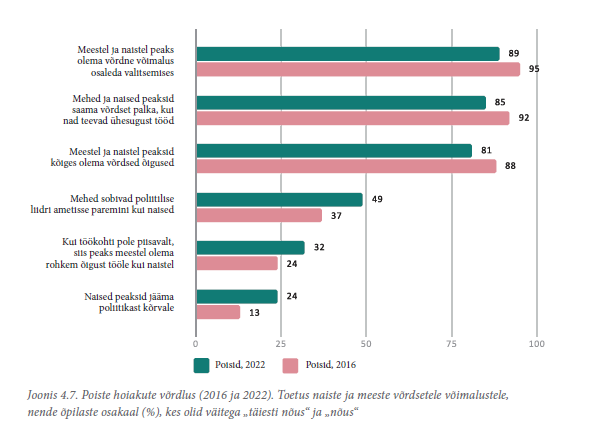 Meestel ja naistel peaks
olema võrdne võimalus
osaleda valitsemises
89
95
Mehed ja naised peaksid
saama võrdset palka, kui
nad teevad ühesugust tööd
85
92
Meestel ja naistel peaksid
kõiges olema võrdsed õigused
81
88
Mehed sobivad poliitilise
liidri ametisse paremini kui naised
49
37
Kui töökohti pole piisavalt,
siis peaks meestel olema
rohkem õigust tööle kui naistel
32
24
Naised peaksid jääma
poliitikast kõrvale
24
13
0 25 50 75 100
Poisid, 2022 Poisid, 2016
Joonis 4.7. Poiste hoiakute võrdlus (2016 ja 2022). Toetus naiste ja meeste võrdsetele võimalustele,
nende õpilaste osakaal (%), kes olid väitega „täiesti nõus“ ja „nõus“